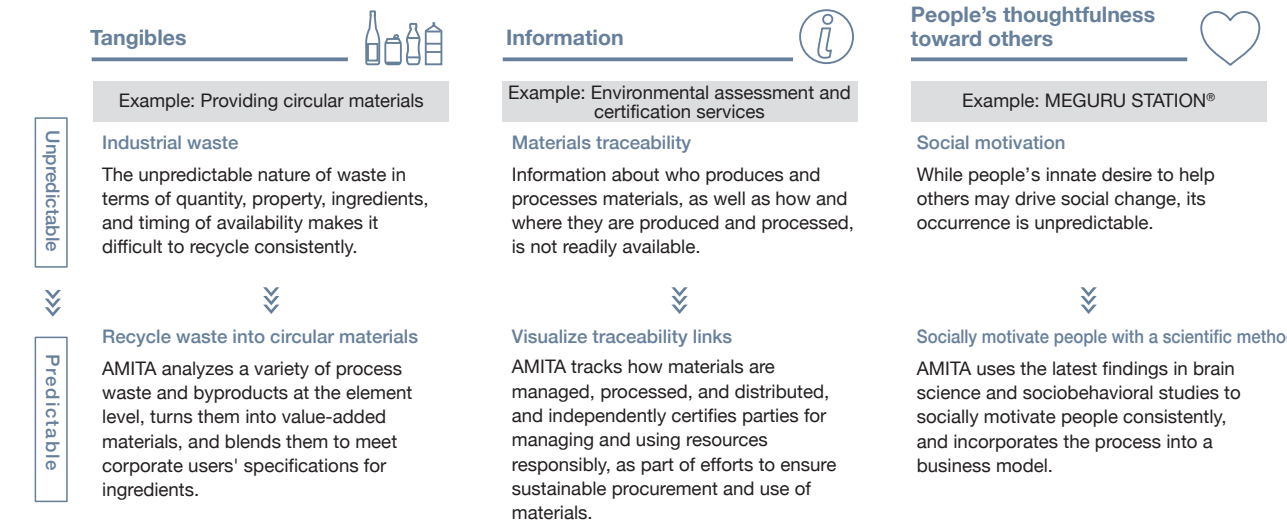 Tangibles
Example: Providing circular materials
Industrial waste
The unpredictable nature of waste in
terms of quantity, property, ingredients,
and timing of availability makes it
difficult to recycle consistently.
Recycle waste into circular materials
AMITA analyzes a variety of process
waste and byproducts at the element
level, turns them into value-added
materials, and blends them to meet
corporate users' specifications for
ingredients.
Information
i
Example: Environmental assessment and
certification services
Materials traceability
Information about who produces and
processes materials, as well as how and
where they are produced and processed,
is not readily available.
Visualize traceability links
AMITA tracks how materials are
managed, processed, and distributed,
and independently certifies parties for
managing and using resources
responsibly, as part of efforts to ensure
sustainable procurement and use of
materials.
People’s thoughtfulness
toward others
Example: MEGURU STATION®
Social motivation
While people’s innate desire to help
others may drive social change, its
occurrence is unpredictable.
Socially motivate people with a scientific metho
AMITA uses the latest findings in brain
science and sociobehavioral studies to
socially motivate people consistently,
and incorporates the process into a
business model.
Unpredictable
Predictable